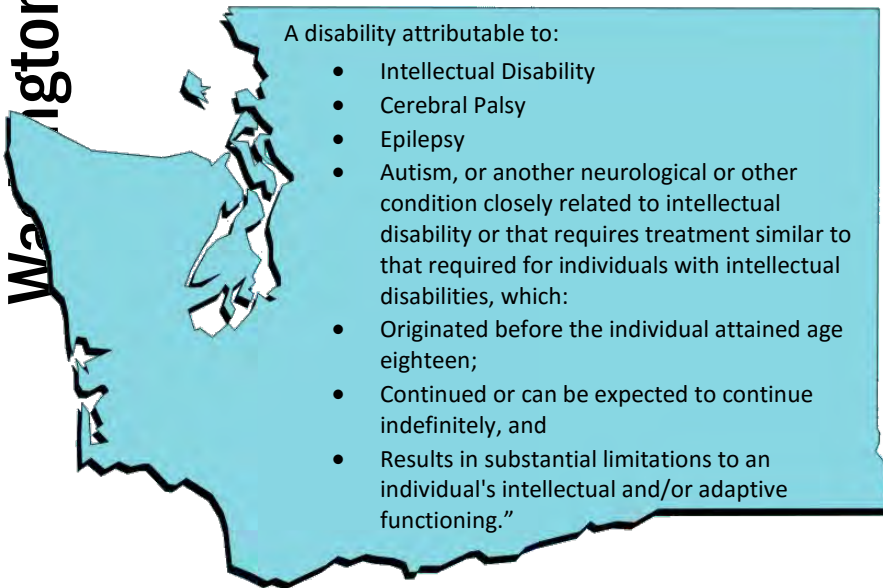 A disability attributable to:
• Intellectual Disability
• Cerebral Palsy
• Epilepsy
• Autism, or another neurological or other
condition closely related to intellectual
disability or that requires treatment similar to
that required for individuals with intellectual
disabilities, which:
• Originated before the individual attained age
eighteen;
• Continued or can be expected to continue
indefinitely, and
• Results in substantial limitations to an
individual's intellectual and/or adaptive
functioning.”